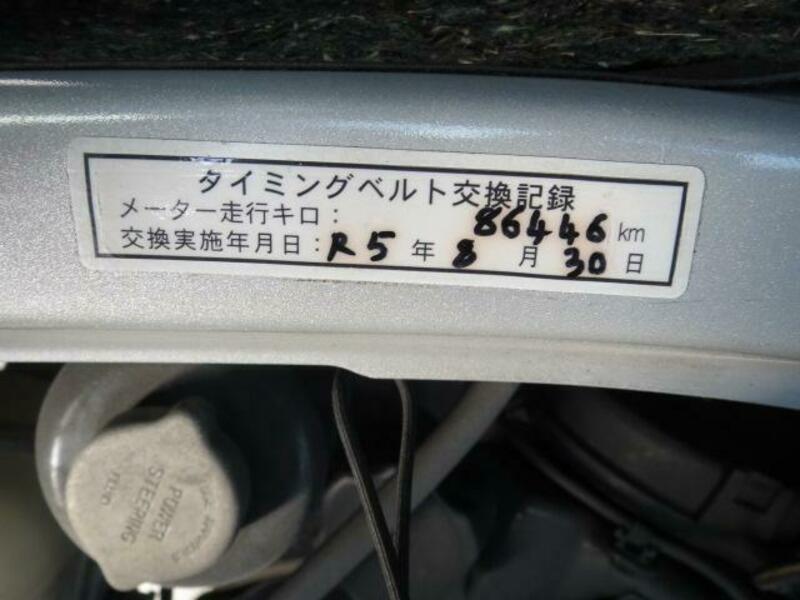 タイミングベルト交換記録
メーター走行キロ： 86446 km
交換実施年月日：R5 年 8 月 30 日
POWER
STEERING